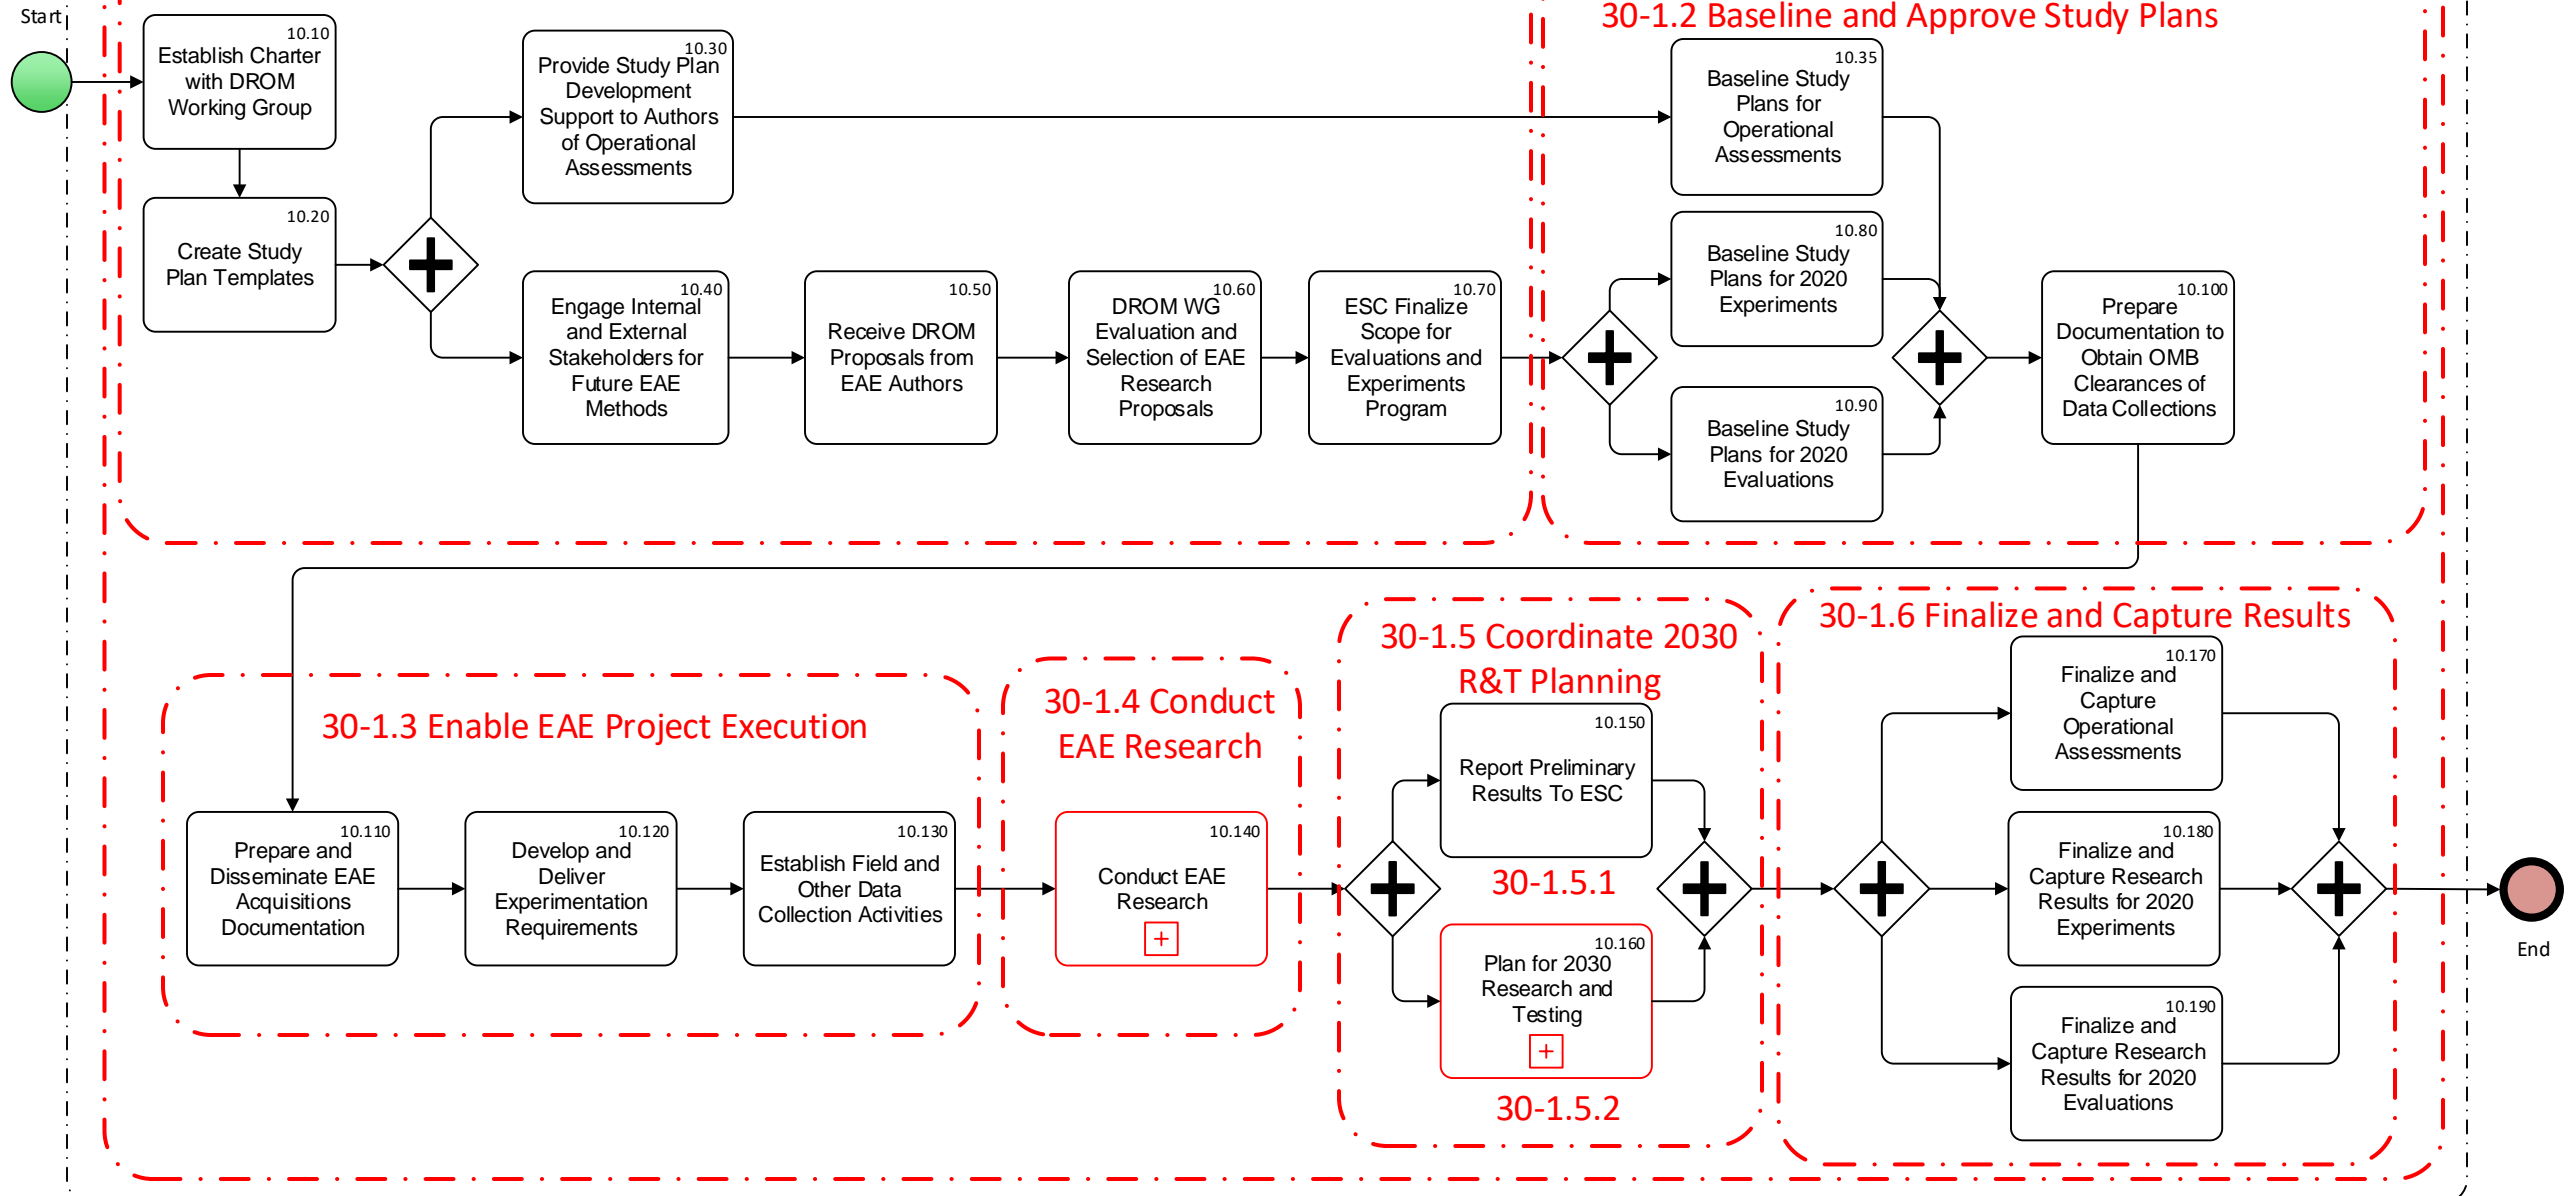 Start
10.10
Establish Charter
with DROM
Working Group
10.20
Create Study
Plan Templates
10.30
Provide Study Plan
Development
Support to Authors
of Operational
Assessments
10.40
Engage Internal
and External
Stakeholders for
Future EAE
Methods
10.50
Receive DROM
Proposals from
EAE Authors
10.60
DROM WG
Evaluation and
Selection of EAE
Research
Proposals
10.70
ESC Finalize
Scope for
Evaluations and
Experiments
Program
30-1.2 Baseline and Approve Study Plans
10.35
Baseline Study
Plans for
Operational
Assessments
10.80
Baseline Study
Plans for 2020
Experiments
10.90
Baseline Study
Plans for 2020
Evaluations
10.100
Prepare
Documentation to
Obtain OMB
Clearances of
Data Collections
30-1.3 Enable EAE Project Execution
10.110
Prepare and
Disseminate EAE
Acquisitions
Documentation
10.120
Develop and
Deliver
Experimentation
Requirements
10.130
Establish Field and
Other Data
Collection Activities
30-1.4 Conduct
EAE Research
10.140
Conduct EAE
Research
30-1.5 Coordinate 2030
R&T Planning
10.150
Report Preliminary
Results To ESC
30-1.5.1
10.160
Plan for 2030
Research and
Testing
30-1.5.2
30-1.6 Finalize and Capture Results
10.170
Finalize and
Capture
Operational
Assessments
10.180
Finalize and
Capture Research
Results for 2020
Experiments
10.190
Finalize and
Capture Research
Results for 2020
Evaluations
End